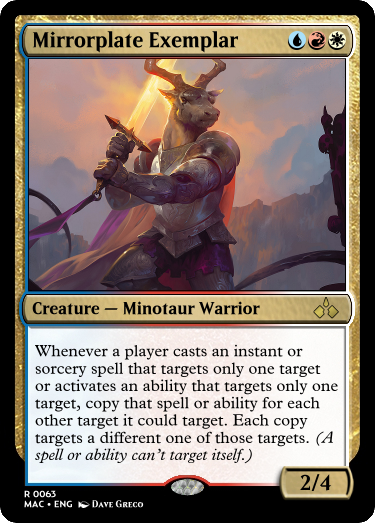 Mirrorplate Exemplar
Creature — Minotaur Warrior
Whenever a player casts an instant or
sorcery spell that targets only one target
or activates an ability that targets only one
target, copy that spell or ability for each
other target it could target. Each copy
targets a different one of those targets. (A
spell or ability can't target itself.)
2/4
R 0063
MAC • ENG Dave Greco